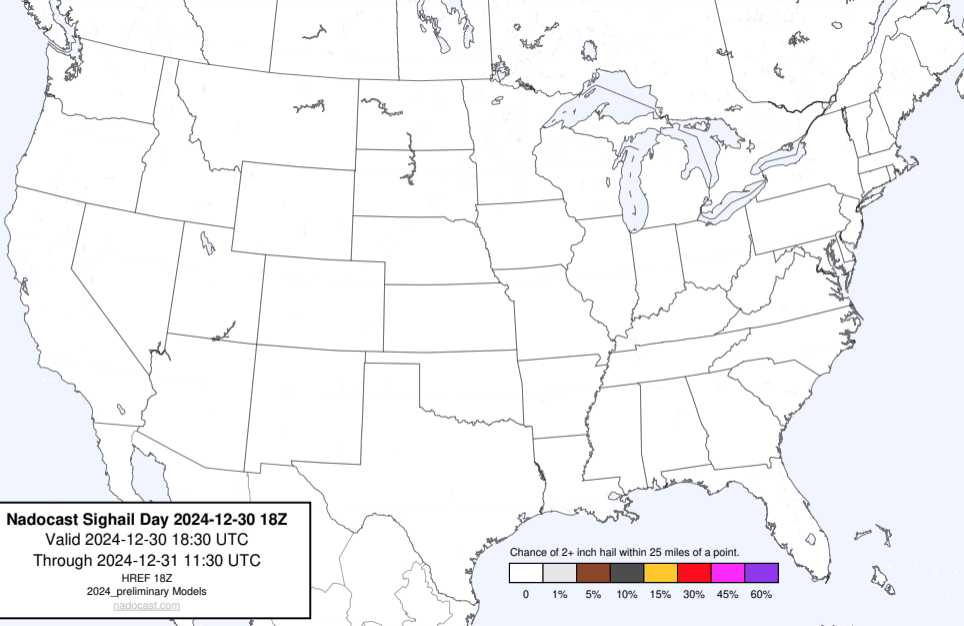 Nadocast Sighail Day 2024-12-30 18Z
Valid 2024-12-30 18:30 UTC
Through 2024-12-31 11:30 UTC
HREF 18Z
2024_preliminary Models
nadocast.com
Chance of 2+ inch hail within 25 miles of a point.
0 1% 5% 10% 15% 30% 45% 60%